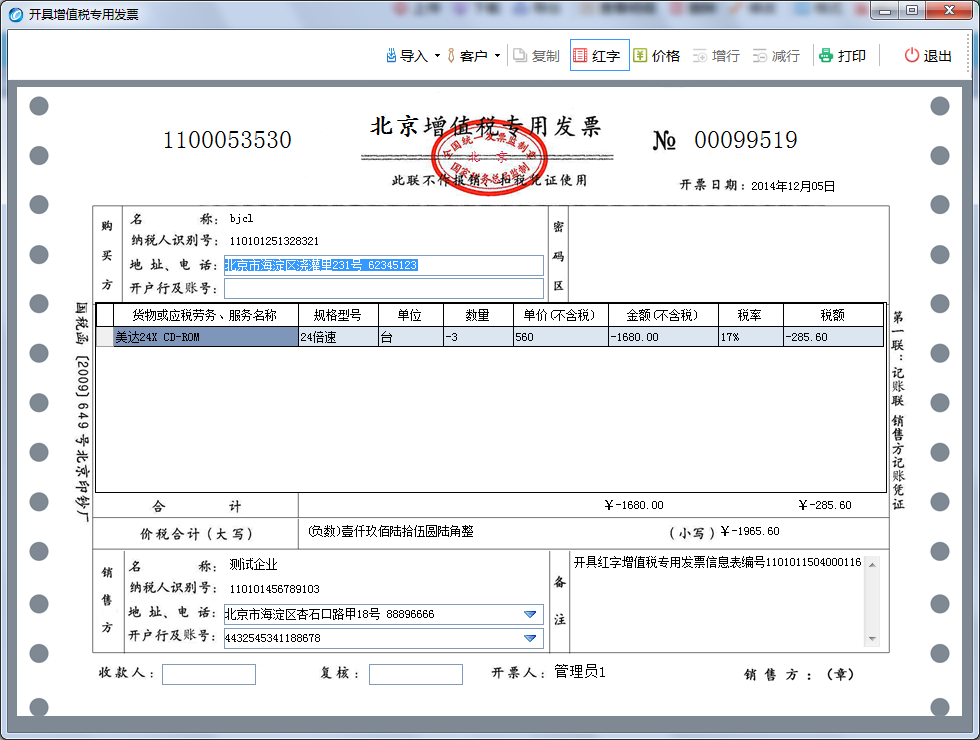 开具增值税专用发票
导入 客户 复制 红字 价格 增行 减行 打印 退出
1100053530
北京增值税专用发票
№ 00099519
全国统一发票监制章
北京
国家税务总局监制
此联不作报销、扣税凭证使用
开票日期：2014年12月05日
购买方
名 称： bjcl
纳税人识别号： 110101251328321
地 址、电 话： 北京市海淀区 里231号 62345123
开户行及账号：
密码区
货物或应税劳务、服务名称 规格型号 单位 数量 单价(不含税) 金额(不含税) 税率 税额
美达24X CD-ROM 24倍速 台 -3 560 -1680.00 17% -285.60
合 计 ￥-1680.00 ￥-285.60
价税合计(大写) (负数)壹仟玖佰陆拾伍圆陆角整 (小写)￥-1965.60
销售方
名 称： 测试企业
纳税人识别号： 110101456789103
地 址、电 话： 北京市海淀区杏石口路甲18号 88896666
开户行及账号： 4432545341188678
备注
开具红字增值税专用发票信息表编号1101011504000116
收款人： 复核： 开票人： 管理员1 销售方：(章)
国税函〔2009〕649号北京印钞厂
第一联：记账联 销售方记账凭证